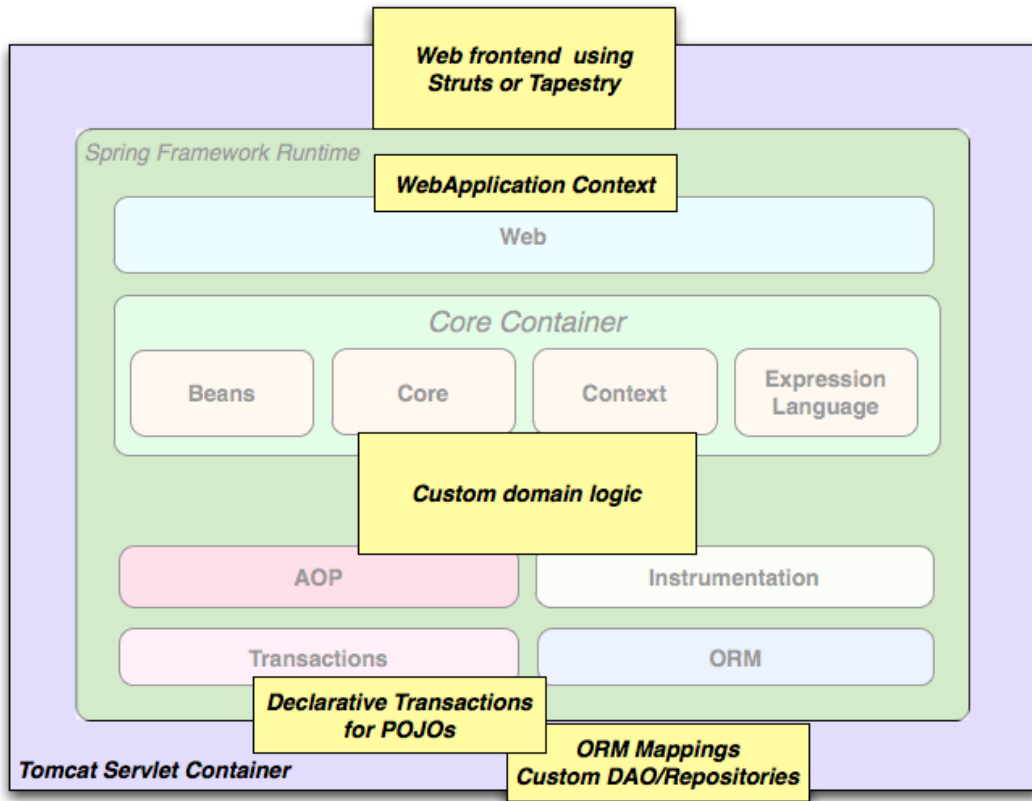 Web frontend using
Struts or Tapestry
Spring Framework Runtime
WebApplication Context
Web
Core Container
Beans
Core
Context
Expression
Language
Custom domain logic
AOP
Instrumentation
Transactions
ORM
Declarative Transactions
for POJOs
ORM Mappings
Custom DAO/Repositories
Tomcat Servlet Container